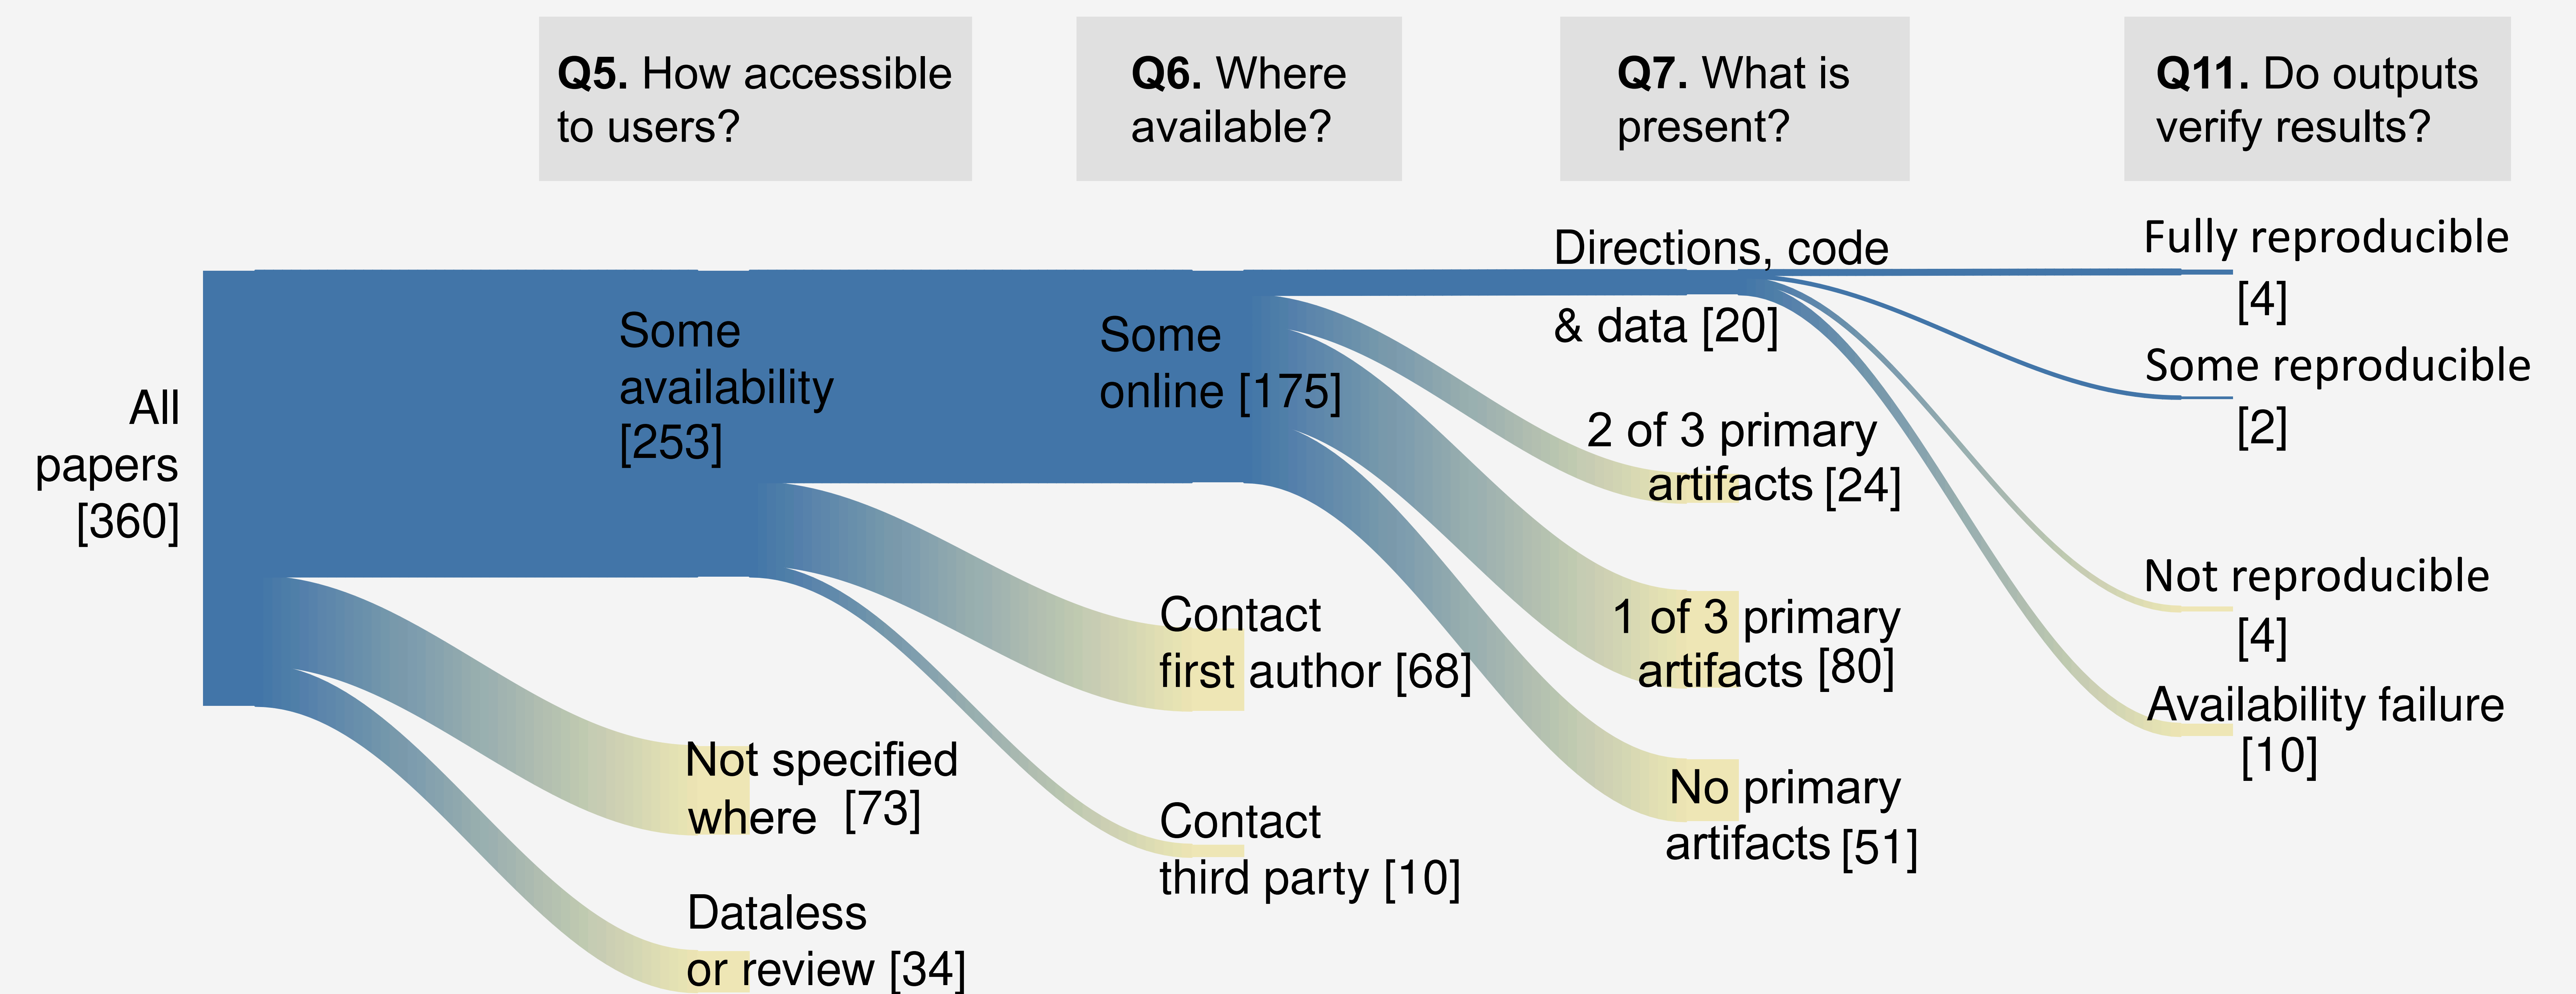 Q5. How accessible
to users?
Q6. Where
available?
Q7. What is
present?
Q11. Do outputs
verify results?
All
papers
[360]
Some
availability
[253]
Not specified
where [73]
Dataless
or review [34]
Some
online [175]
Contact
first author [68]
Contact
third party [10]
Directions, code
& data [20]
2 of 3 primary
artifacts [24]
1 of 3 primary
artifacts [80]
No primary
artifacts [51]
Fully reproducible
[4]
Some reproducible
[2]
Not reproducible
[4]
Availability failure
[10]